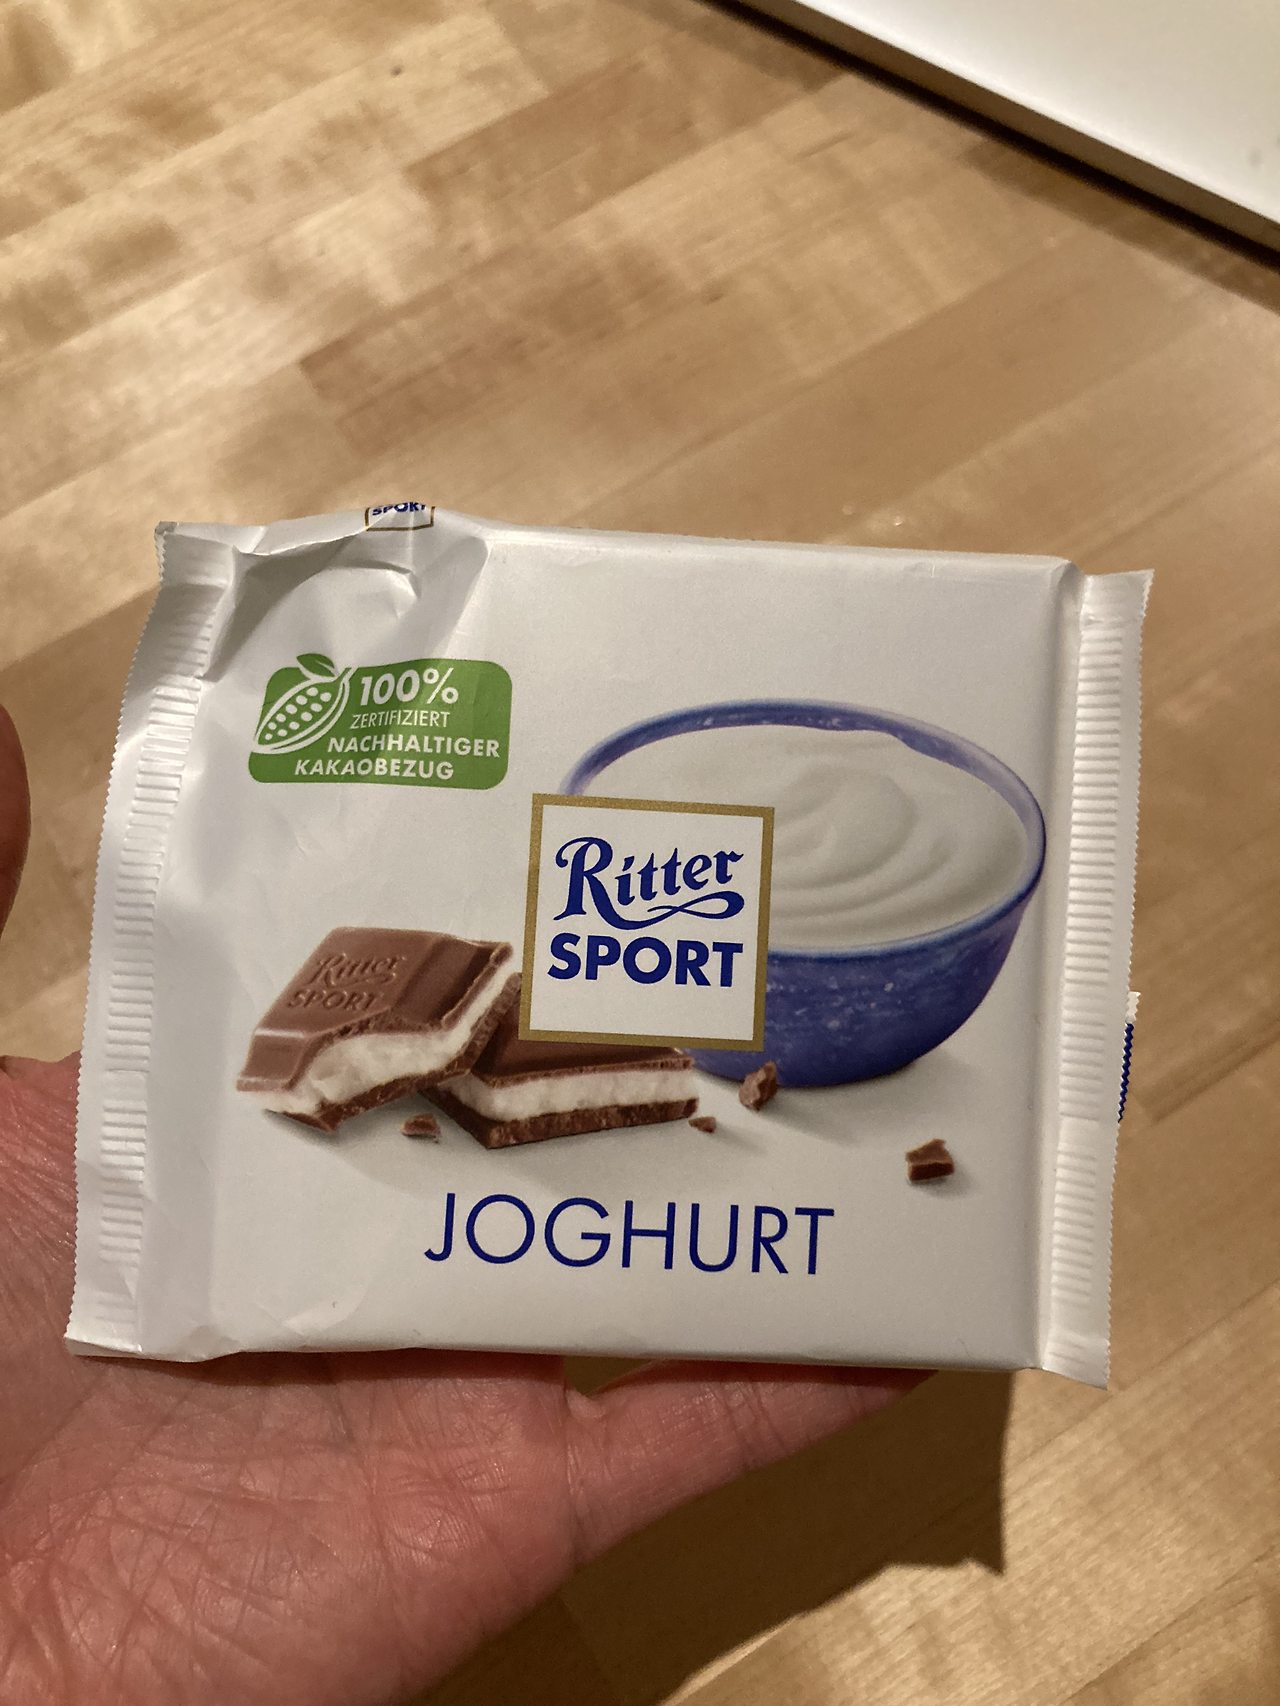 SPORT
100%
ZERTIFIZIERT
NACHHALTIGER
KAKAOBEZUG
Ritter
SPORT
Ritter
SPORT
JOGHURT